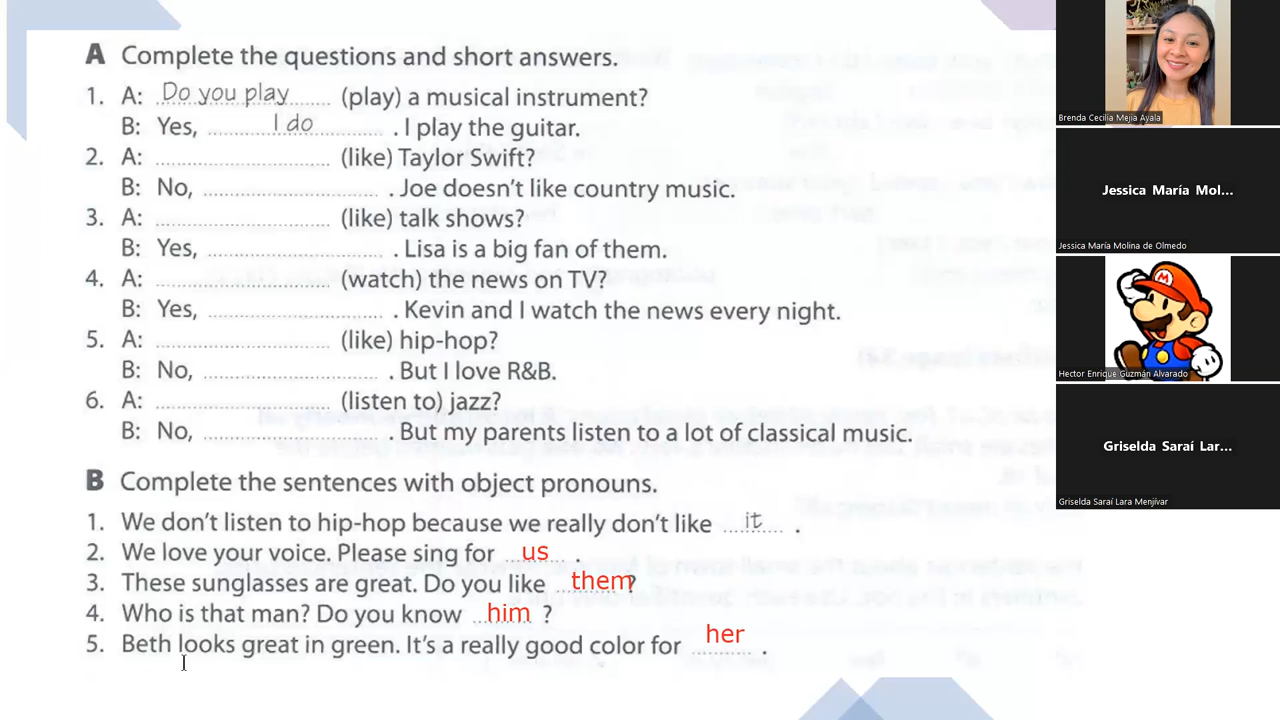 A Complete the questions and short answers.
1. A: Do you play (play) a musical instrument?
B: Yes, I do . I play the guitar.
2. A: (like) Taylor Swift?
B: No, . Joe doesn't like country music.
3. A: (like) talk shows?
B: Yes, . Lisa is a big fan of them.
4. A: (watch) the news on TV?
B: Yes, . Kevin and I watch the news every night.
5. A: (like) hip-hop?
B: No, . But I love R&B.
6. A: (listen to) jazz?
B: No, . But my parents listen to a lot of classical music.
B Complete the sentences with object pronouns.
1. We don't listen to hip-hop because we really don't like it .
2. We love your voice. Please sing for us .
3. These sunglasses are great. Do you like them?
4. Who is that man? Do you know him ?
5. Beth looks great in green. It's a really good color for her .
Brenda Cecilia Mejía Ayala
Jessica María Mol...
Jessica María Molina de Olmedo
M
Hector Enrique Guzmán Alvarado
Griselda Saraí Lar...
Griselda Saraí Lara Menjívar